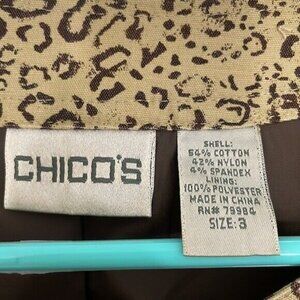 CHICO'S
SHELL:
54% COTTON
42% NYLON
4% SPANDEX
LINING:
100% POLYESTER
MADE IN CHINA
RN# 79984
SIZE: 3